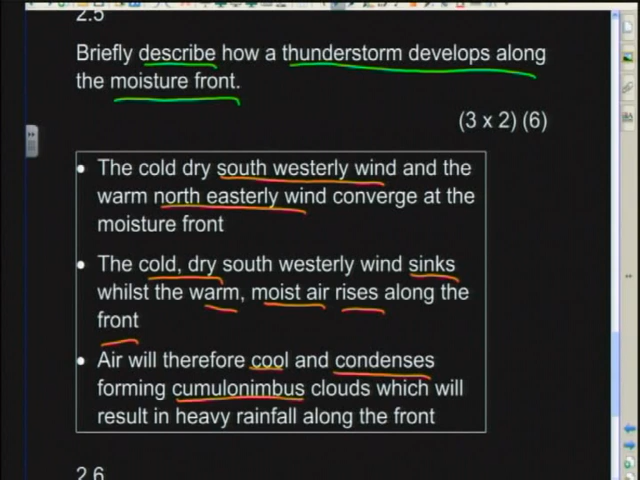 2.5
Briefly describe how a thunderstorm develops along
the moisture front.
(3 x 2) (6)
• The cold dry south westerly wind and the
warm north easterly wind converge at the
moisture front
• The cold, dry south westerly wind sinks
whilst the warm, moist air rises along the
front
• Air will therefore cool and condenses
forming cumulonimbus clouds which will
result in heavy rainfall along the front
2.6